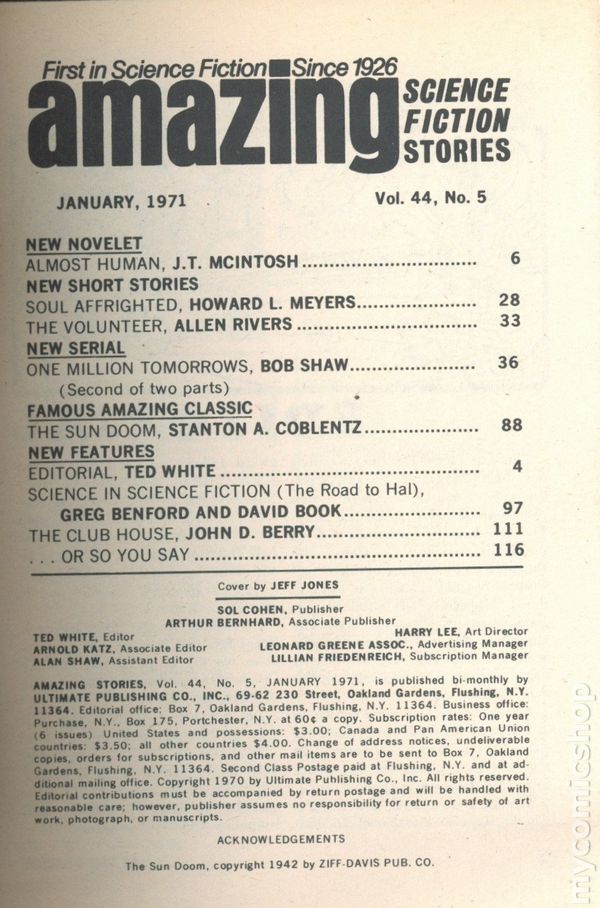 First in Science Fiction Since 1926
amazing
SCIENCE
FICTION
STORIES
JANUARY, 1971
Vol. 44, No. 5
NEW NOVELET
ALMOST HUMAN, J.T. MCINTOSH .............................. 6
NEW SHORT STORIES
SOUL AFFRIGHTED, HOWARD L. MEYERS..................... 28
THE VOLUNTEER, ALLEN RIVERS ............................... 33
NEW SERIAL
ONE MILLION TOMORROWS, BOB SHAW...................... 36
(Second of two parts)
FAMOUS AMAZING CLASSIC
THE SUN DOOM, STANTON A. COBLENTZ.................... 88
NEW FEATURES
EDITORIAL, TED WHITE ............................................ 4
SCIENCE IN SCIENCE FICTION (The Road to Hal),
GREG BENFORD AND DAVID BOOK....................... 97
THE CLUB HOUSE, JOHN D. BERRY............................ 111
. . . OR SO YOU SAY ................................................ 116
Cover by JEFF JONES
SOL COHEN, Publisher
ARTHUR BERNHARD, Associate Publisher
TED WHITE, Editor
ARNOLD KATZ, Associate Editor
ALAN SHAW, Assistant Editor
HARRY LEE, Art Director
LEONARD GREENE ASSOC., Advertising Manager
LILLIAN FRIEDENREICH, Subscription Manager
AMAZING STORIES, Vol. 44, No. 5, JANUARY 1971, is published bi-monthly by
ULTIMATE PUBLISHING CO., INC., 69-62 230 Street, Oakland Gardens, Flushing, N.Y.
11364. Editorial office: Box 7, Oakland Gardens, Flushing, N.Y. 11364. Business office:
Purchase, N.Y., Box 175, Portchester, N.Y. at 60¢ a copy. Subscription rates: One year
(6 issues) United States and possessions: $3.00; Canada and Pan American Union
countries: $3.50; all other countries $4.00. Change of address notices, undeliverable
copies, orders for subscriptions, and other mail items are to be sent to Box 7, Oakland
Gardens, Flushing, N.Y. 11364. Second Class Postage paid at Flushing, N.Y. and at ad-
ditional mailing office. Copyright 1970 by Ultimate Publishing Co., Inc. All rights reserved.
Editorial contributions must be accompanied by return postage and will be handled with
reasonable care; however, publisher assumes no responsibility for return or safety of art
work, photograph, or manuscripts.
ACKNOWLEDGEMENTS
The Sun Doom, copyright 1942 by ZIFF-DAVIS PUB. CO.
mycomicshop